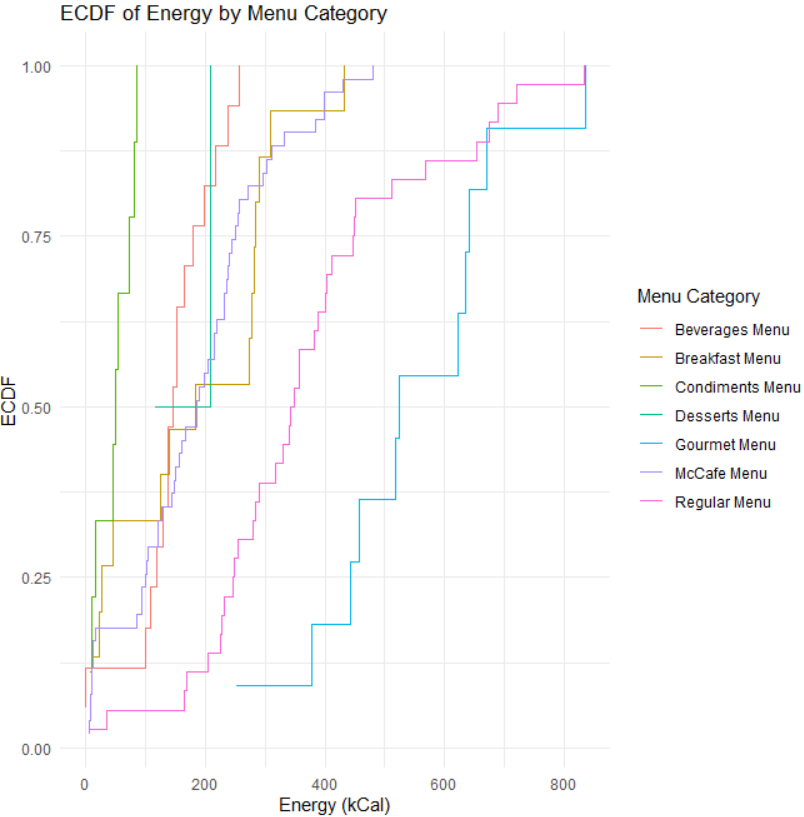 ECDF of Energy by Menu Category
1.00
0.75
0.50
0.25
0.00
ECDF
0
200
400
600
800
Energy (kCal)
Menu Category
Beverages Menu
Breakfast Menu
Condiments Menu
Desserts Menu
Gourmet Menu
McCafe Menu
Regular Menu